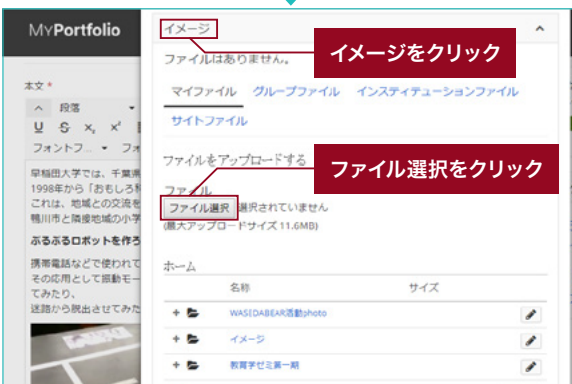 MYPortfolio
イメージ
イメージをクリック
ファイルはありません。
本文 *
マイファイル グループファイル インスティテューションファイル
段落
サイトファイル
U S x₂ x²
フォントフ... フォ
ファイルをアップロードする
ファイル選択をクリック
早稲田大学では、千葉県
1998年から「おもしろ科
ファイル
これは、地域との交流を
ファイル選択 選択されていません
鴨川市と隣接地域の小学
(最大アップロードサイズ 11.6MB)
ぶるぶるロボットを作ろ
携帯電話などで使われて
ホーム
その応用として振動モー
名称 サイズ
てみたり、
迷路から脱出させてみた
WASEDABEAR活動photo
イメージ
教育学ゼミ第一期